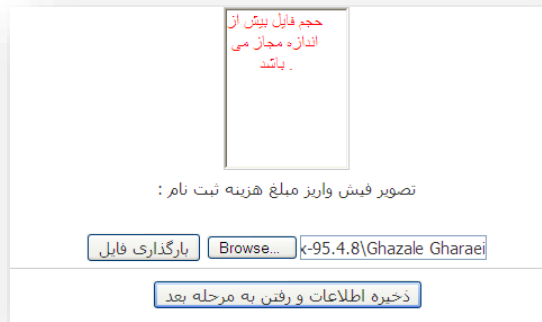 حجم فایل بیش از
اندازه مجاز می
باشد .
تصویر فیش واریز مبلغ هزینه ثبت نام :
بارگذاری فایل Browse... x-95.4.8\Ghazale Gharaei
ذخیره اطلاعات و رفتن به مرحله بعد